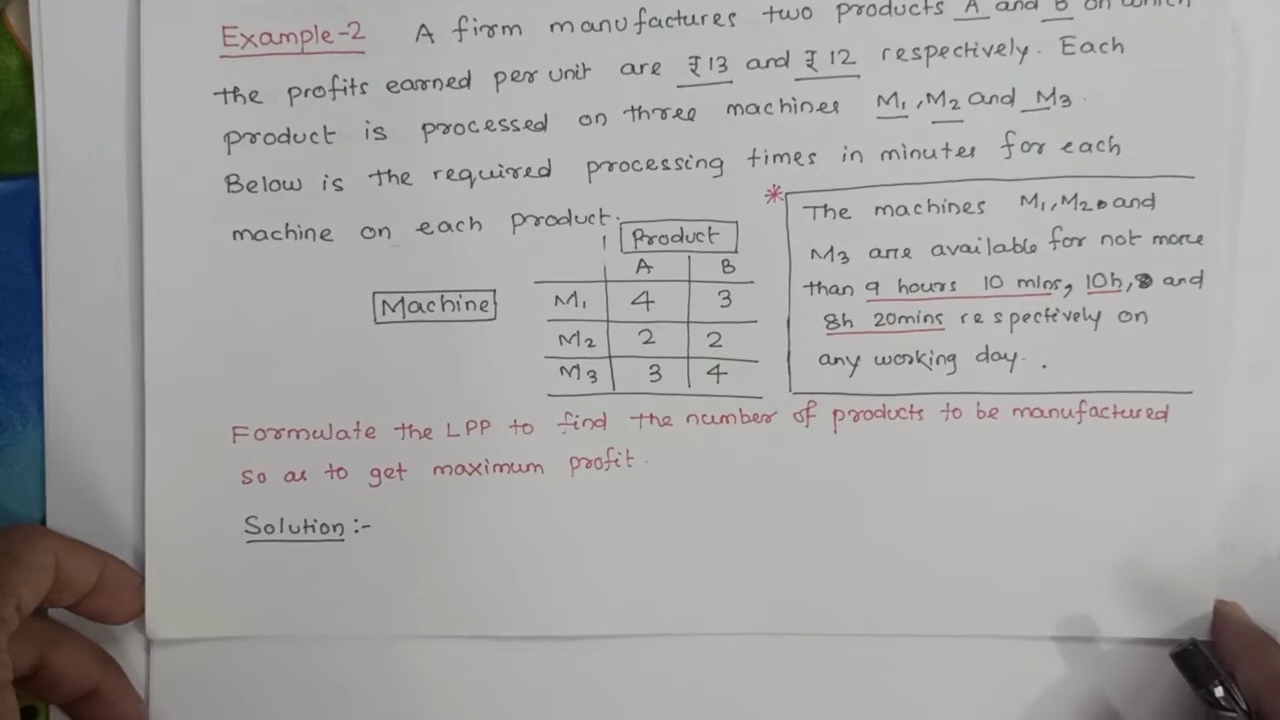 Example-2 A firm manufactures two products A and B on which
the profits earned per unit are ₹13 and ₹12 respectively. Each
product is processed on three machines M1, M2 and M3.
Below is the required processing times in minutes for each
machine on each product.
Product
A B
Machine
M1 4 3
M2 2 2
M3 3 4
* The machines M1, M2 and
M3 are available for not more
than 9 hours 10 mins, 10h, and
8h 20mins respectively on
any working day.
Formulate the LPP to find the number of products to be manufactured
so as to get maximum profit.
Solution :-